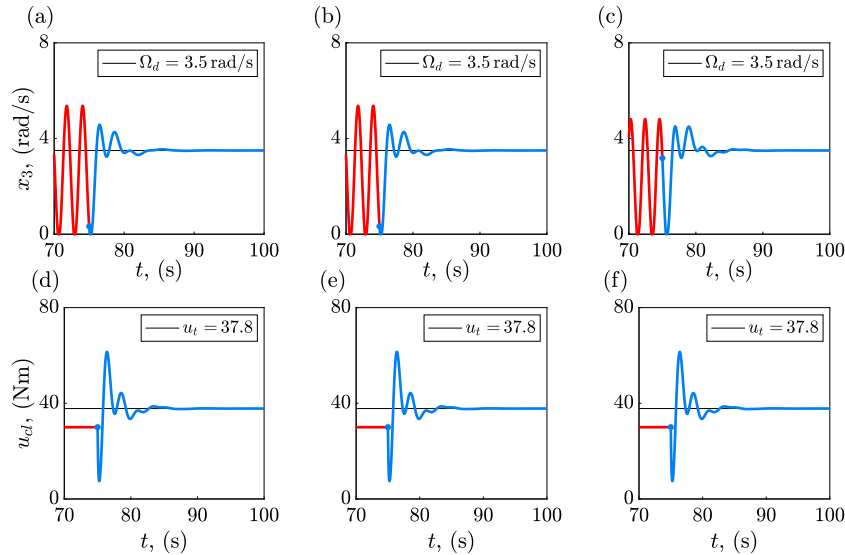 (a)
(b)
(c)
8
4
0
x₃, (rad/s)
Ω_d = 3.5 rad/s
70 80 90 100
t, (s)
8
4
0
Ω_d = 3.5 rad/s
70 80 90 100
t, (s)
8
4
0
Ω_d = 3.5 rad/s
70 80 90 100
t, (s)
(d)
(e)
(f)
80
40
0
u_cl, (Nm)
u_t = 37.8
70 80 90 100
t, (s)
80
40
0
u_t = 37.8
70 80 90 100
t, (s)
80
40
0
u_t = 37.8
70 80 90 100
t, (s)